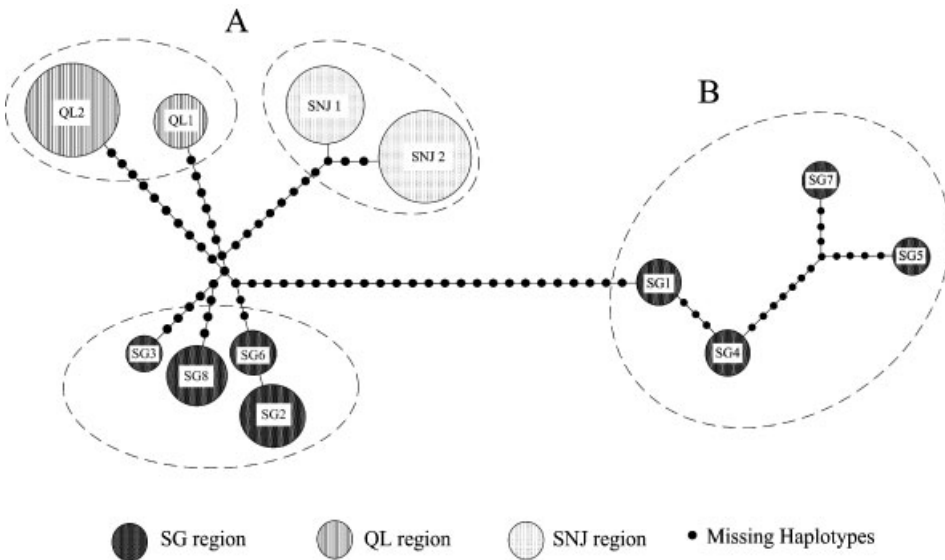 A
B
QL2
QL1
SNJ 1
SNJ 2
SG7
SG5
SG1
SG4
SG3
SG8
SG6
SG2
SG region
QL region
SNJ region
Missing Haplotypes